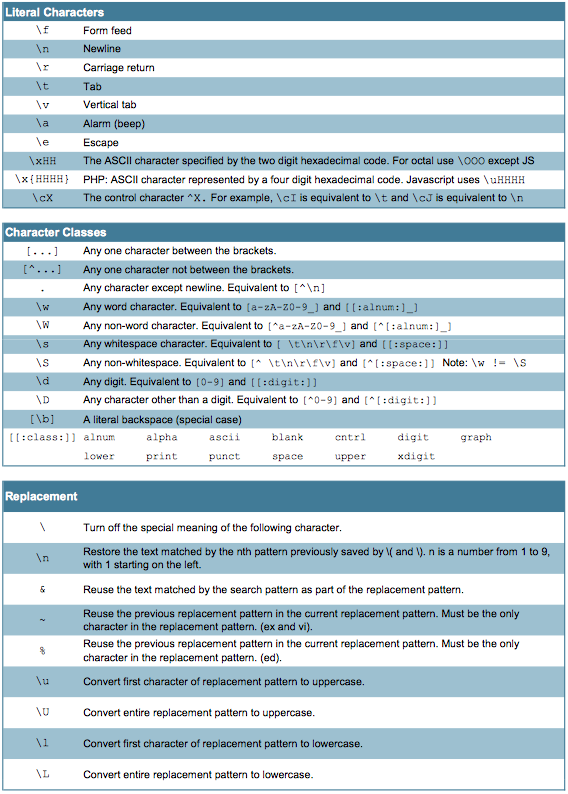 Literal Characters
\f Form feed
\n Newline
\r Carriage return
\t Tab
\v Vertical tab
\a Alarm (beep)
\e Escape
\xHH The ASCII character specified by the two digit hexadecimal code. For octal use \OOO except JS
\x{HHHH} PHP: ASCII character represented by a four digit hexadecimal code. Javascript uses \uHHHH
\cX The control character ^X. For example, \cI is equivalent to \t and \cJ is equivalent to \n
Character Classes
[...] Any one character between the brackets.
[^...] Any one character not between the brackets.
. Any character except newline. Equivalent to [^\n]
\w Any word character. Equivalent to [a-zA-Z0-9_] and [[:alnum:]_]
\W Any non-word character. Equivalent to [^a-zA-Z0-9_] and [^[:alnum:]_]
\s Any whitespace character. Equivalent to [ \t\n\r\f\v] and [[:space:]]
\S Any non-whitespace. Equivalent to [^ \t\n\r\f\v] and [^[:space:]] Note: \w != \S
\d Any digit. Equivalent to [0-9] and [[:digit:]]
\D Any character other than a digit. Equivalent to [^0-9] and [^[:digit:]]
[\b] A literal backspace (special case)
[[:class:]] alnum alpha ascii blank cntrl digit graph
lower print punct space upper xdigit
Replacement
\ Turn off the special meaning of the following character.
\n Restore the text matched by the nth pattern previously saved by \( and \). n is a number from 1 to 9,
with 1 starting on the left.
& Reuse the text matched by the search pattern as part of the replacement pattern.
~ Reuse the previous replacement pattern in the current replacement pattern. Must be the only
character in the replacement pattern. (ex and vi).
% Reuse the previous replacement pattern in the current replacement pattern. Must be the only
character in the replacement pattern. (ed).
\u Convert first character of replacement pattern to uppercase.
\U Convert entire replacement pattern to uppercase.
\l Convert first character of replacement pattern to lowercase.
\L Convert entire replacement pattern to lowercase.